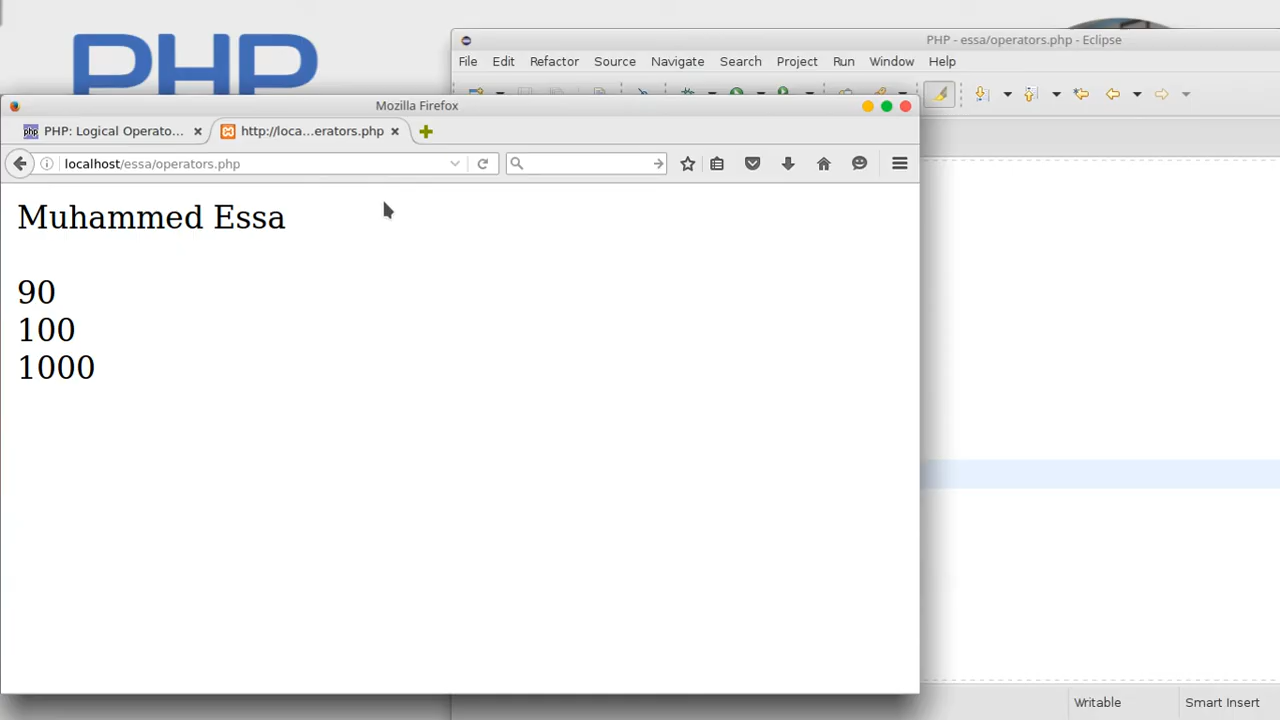 PHP
PHP - essa/operators.php - Eclipse
File Edit Refactor Source Navigate Search Project Run Window Help
Mozilla Firefox
php PHP: Logical Operato... http://loca...erators.php
localhost/essa/operators.php
Muhammed Essa
90
100
1000
Writable Smart Insert